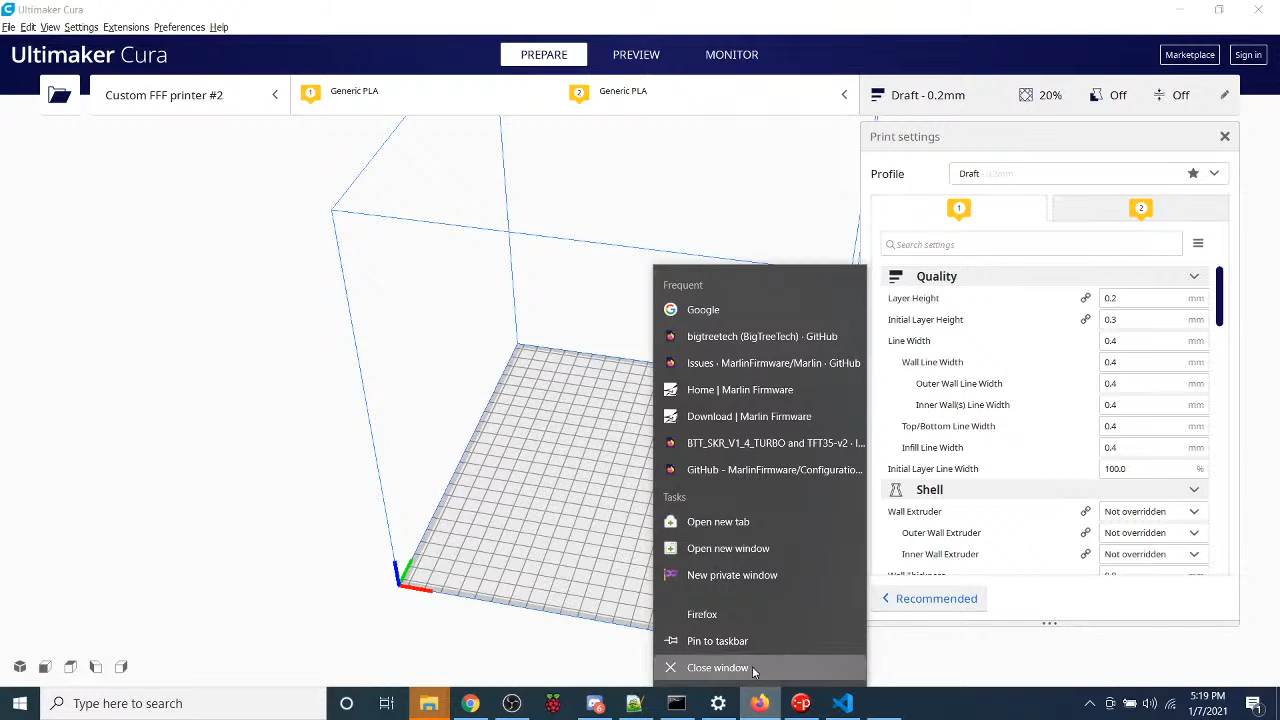 Ultimaker Cura
File Edit View Settings Extensions Preferences Help
Ultimaker Cura
PREPARE
PREVIEW
MONITOR
Marketplace
Sign in
Custom FFF printer #2
1
Generic PLA
2
Generic PLA
Draft - 0.2mm
20%
Off
Off
Print settings
Profile
Draft - 0.2mm
1
2
Search settings
Quality
Layer Height
0.2
mm
Initial Layer Height
0.3
mm
Line Width
0.4
mm
Wall Line Width
0.4
mm
Outer Wall Line Width
0.4
mm
Inner Wall(s) Line Width
0.4
mm
Top/Bottom Line Width
0.4
mm
Infill Line Width
0.4
mm
Initial Layer Line Width
100.0
%
Shell
Wall Extruder
Not overridden
Outer Wall Extruder
Not overridden
Inner Wall Extruder
Not overridden
Recommended
Frequent
Google
bigtreetech (BigTreeTech) · GitHub
Issues · MarlinFirmware/Marlin · GitHub
Home | Marlin Firmware
Download | Marlin Firmware
BTT_SKR_V1_4_TURBO and TFT35-v2 · I...
GitHub - MarlinFirmware/Configuratio...
Tasks
Open new tab
Open new window
New private window
Firefox
Pin to taskbar
Close window
Type here to search
5:19 PM
1/7/2021